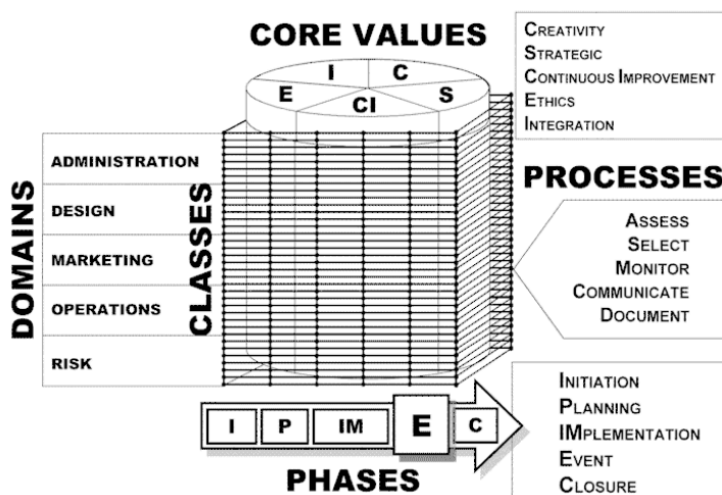 CORE VALUES
I C
E S
CI
CREATIVITY
STRATEGIC
CONTINUOUS IMPROVEMENT
ETHICS
INTEGRATION
DOMAINS
ADMINISTRATION
DESIGN
MARKETING
OPERATIONS
RISK
CLASSES
PROCESSES
ASSESS
SELECT
MONITOR
COMMUNICATE
DOCUMENT
I P IM E C
PHASES
INITIATION
PLANNING
IMPLEMENTATION
EVENT
CLOSURE